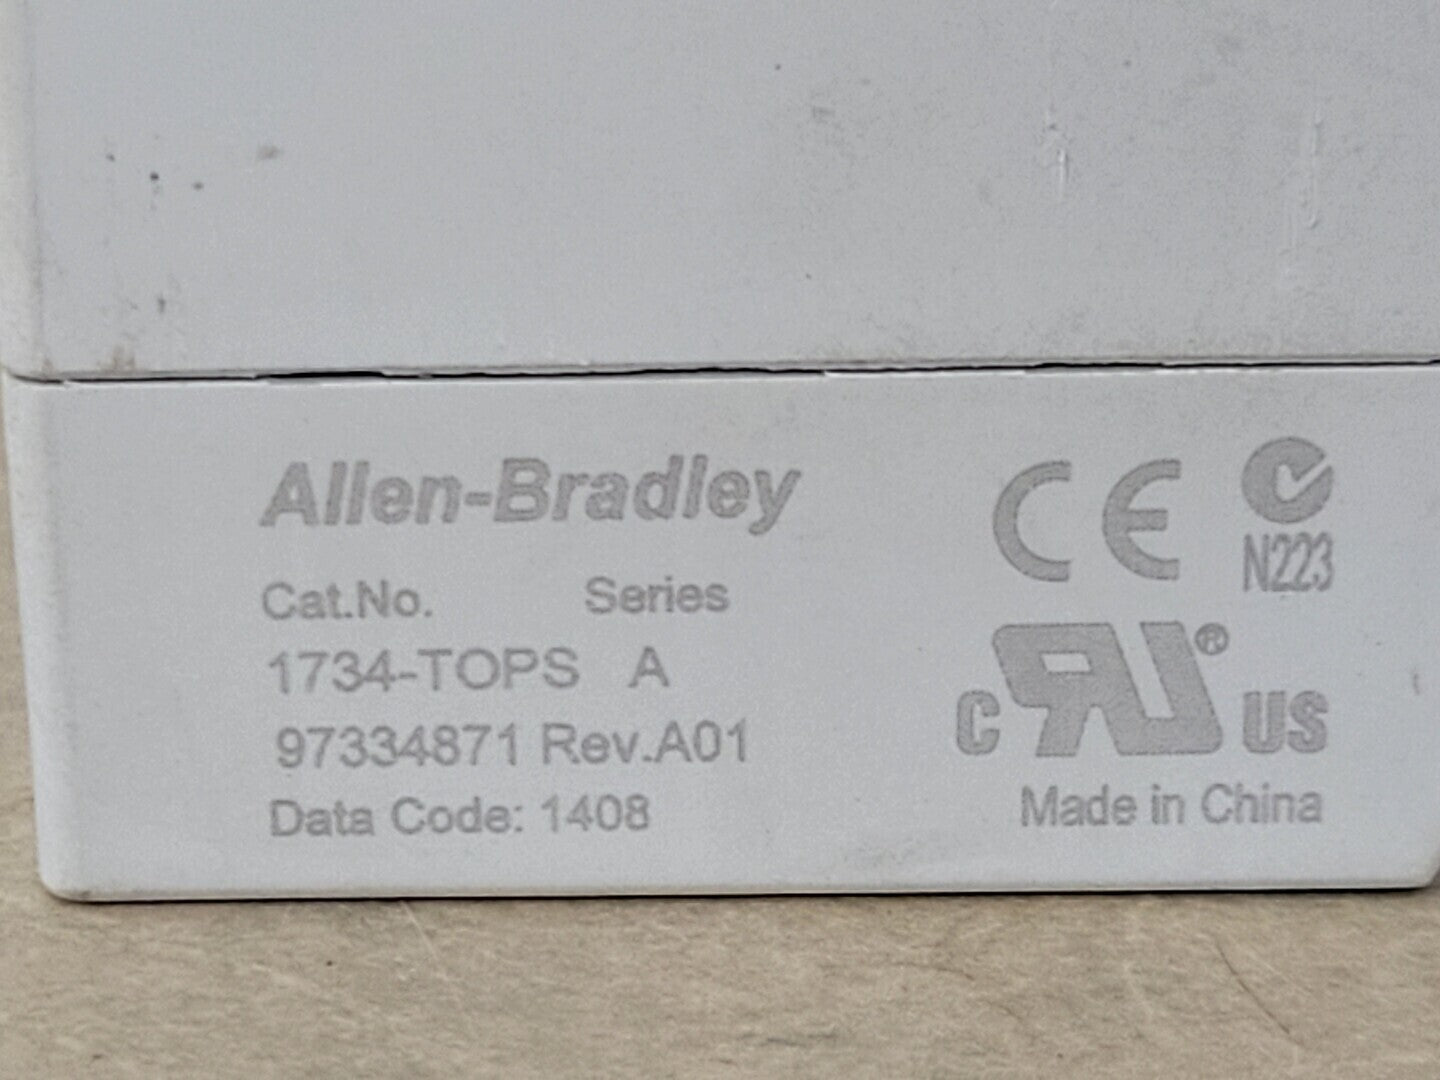 Allen-Bradley
Cat.No. Series
1734-TOPS A
97334871 Rev.A01
Data Code: 1408
CE
N223
c RU ® US
Made in China